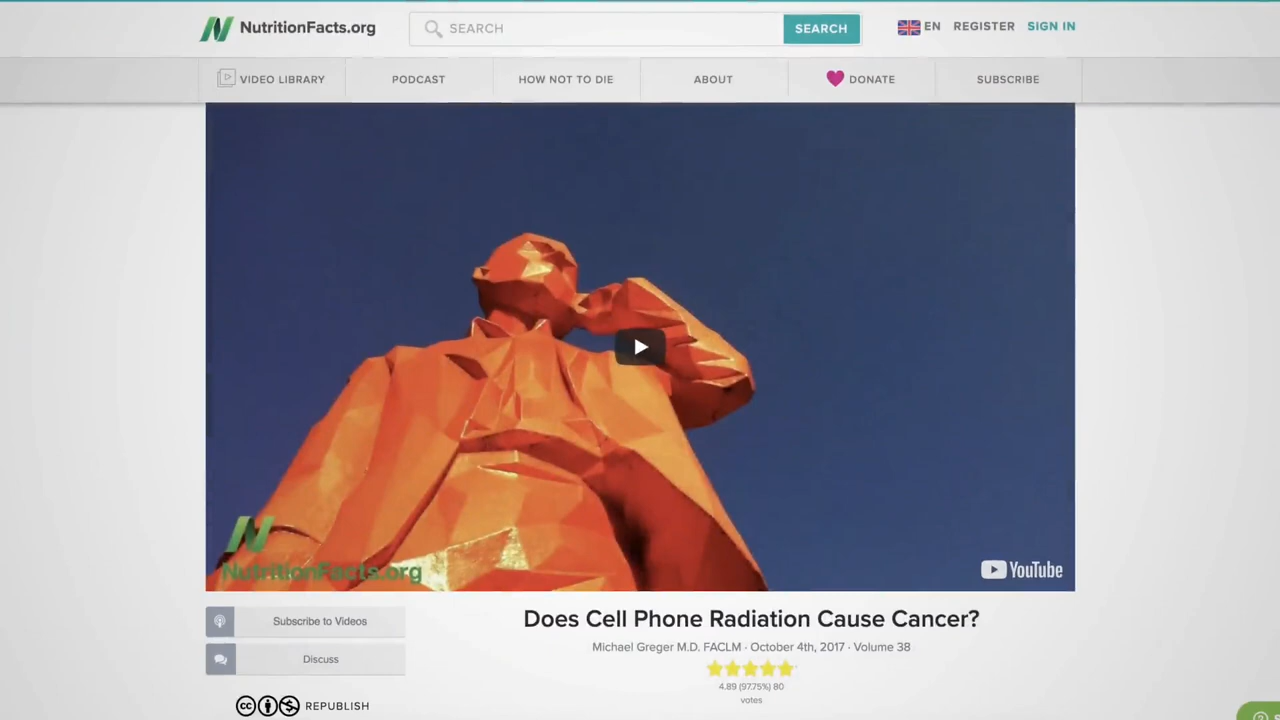 NutritionFacts.org
SEARCH
SEARCH
EN
REGISTER
SIGN IN
VIDEO LIBRARY
PODCAST
HOW NOT TO DIE
ABOUT
DONATE
SUBSCRIBE
NutritionFacts.org
YouTube
Subscribe to Videos
Discuss
cc
REPUBLISH
Does Cell Phone Radiation Cause Cancer?
Michael Greger M.D. FACLM · October 4th, 2017 · Volume 38
4.89 (97.75%) 80
votes